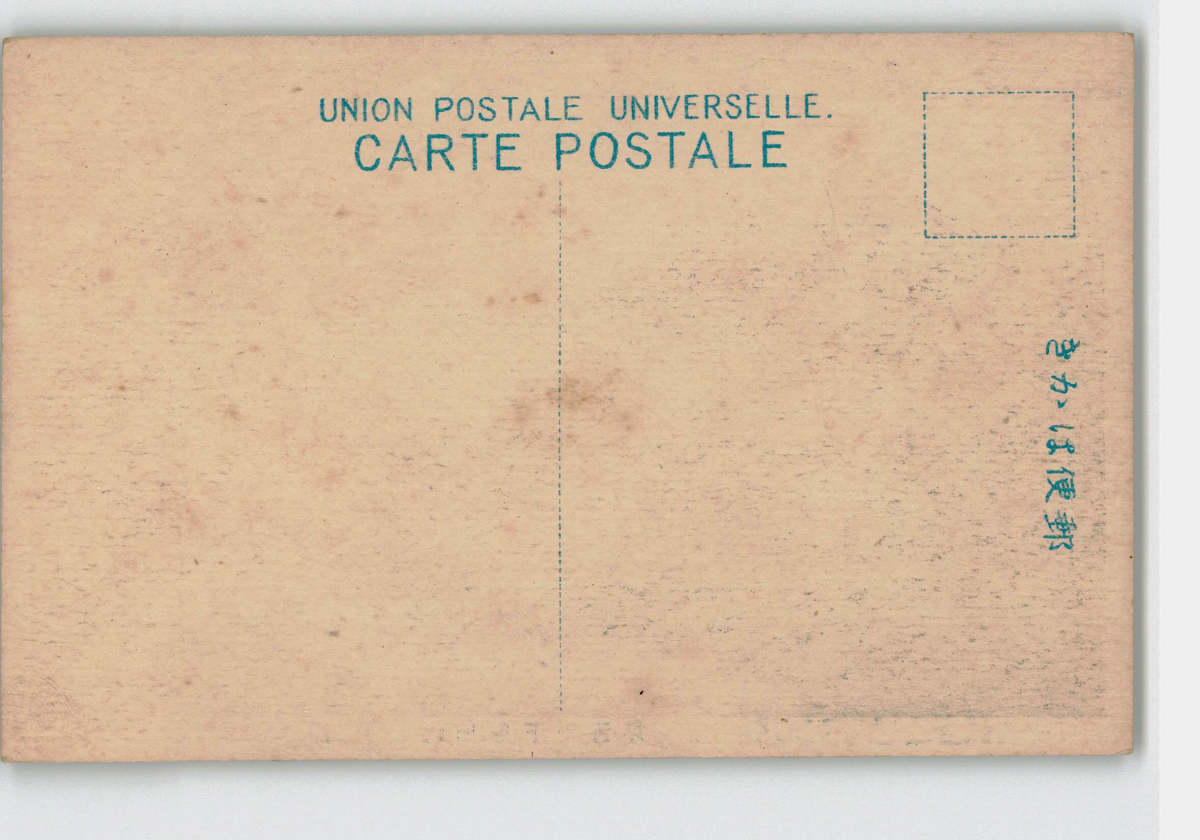 UNION POSTALE UNIVERSELLE.
CARTE POSTALE
きかは便郵